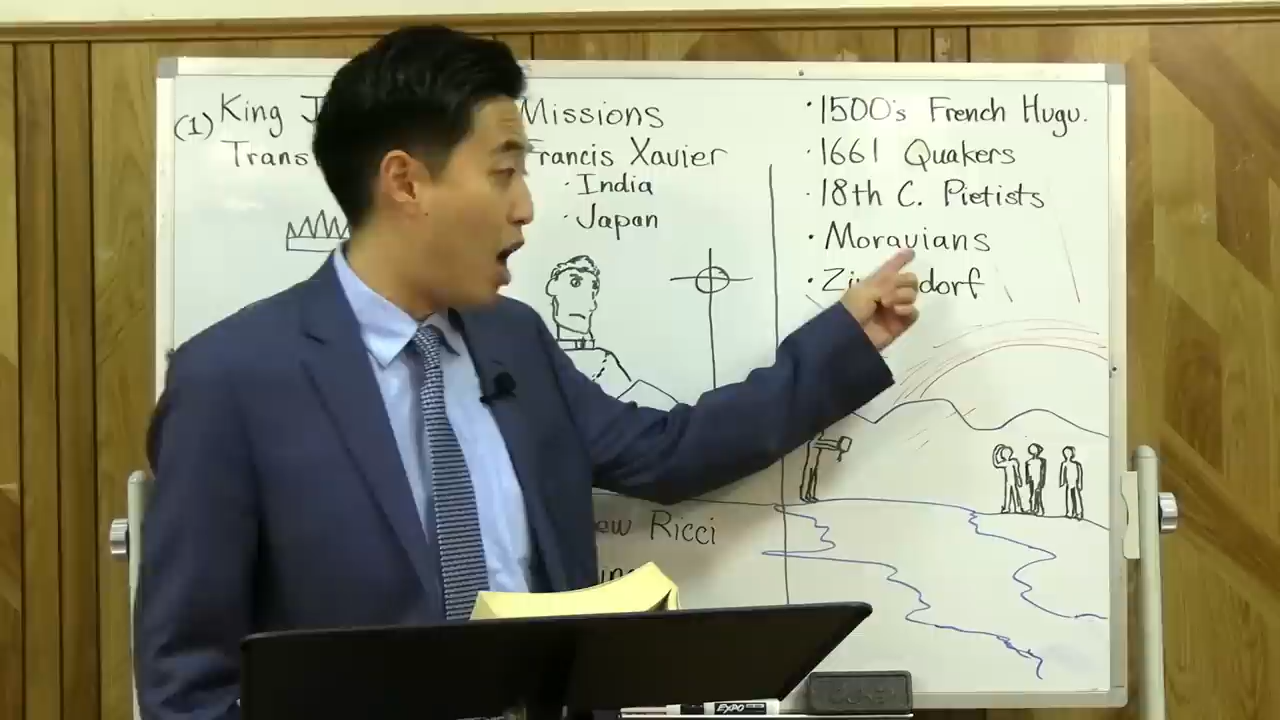 (1) King
Trans
Missions
Francis Xavier
· India
· Japan
ew Ricci
· 1500's French Hugu.
· 1661 Quakers
· 18th C. Pietists
· Moravians
· Zi dorf
EXPO